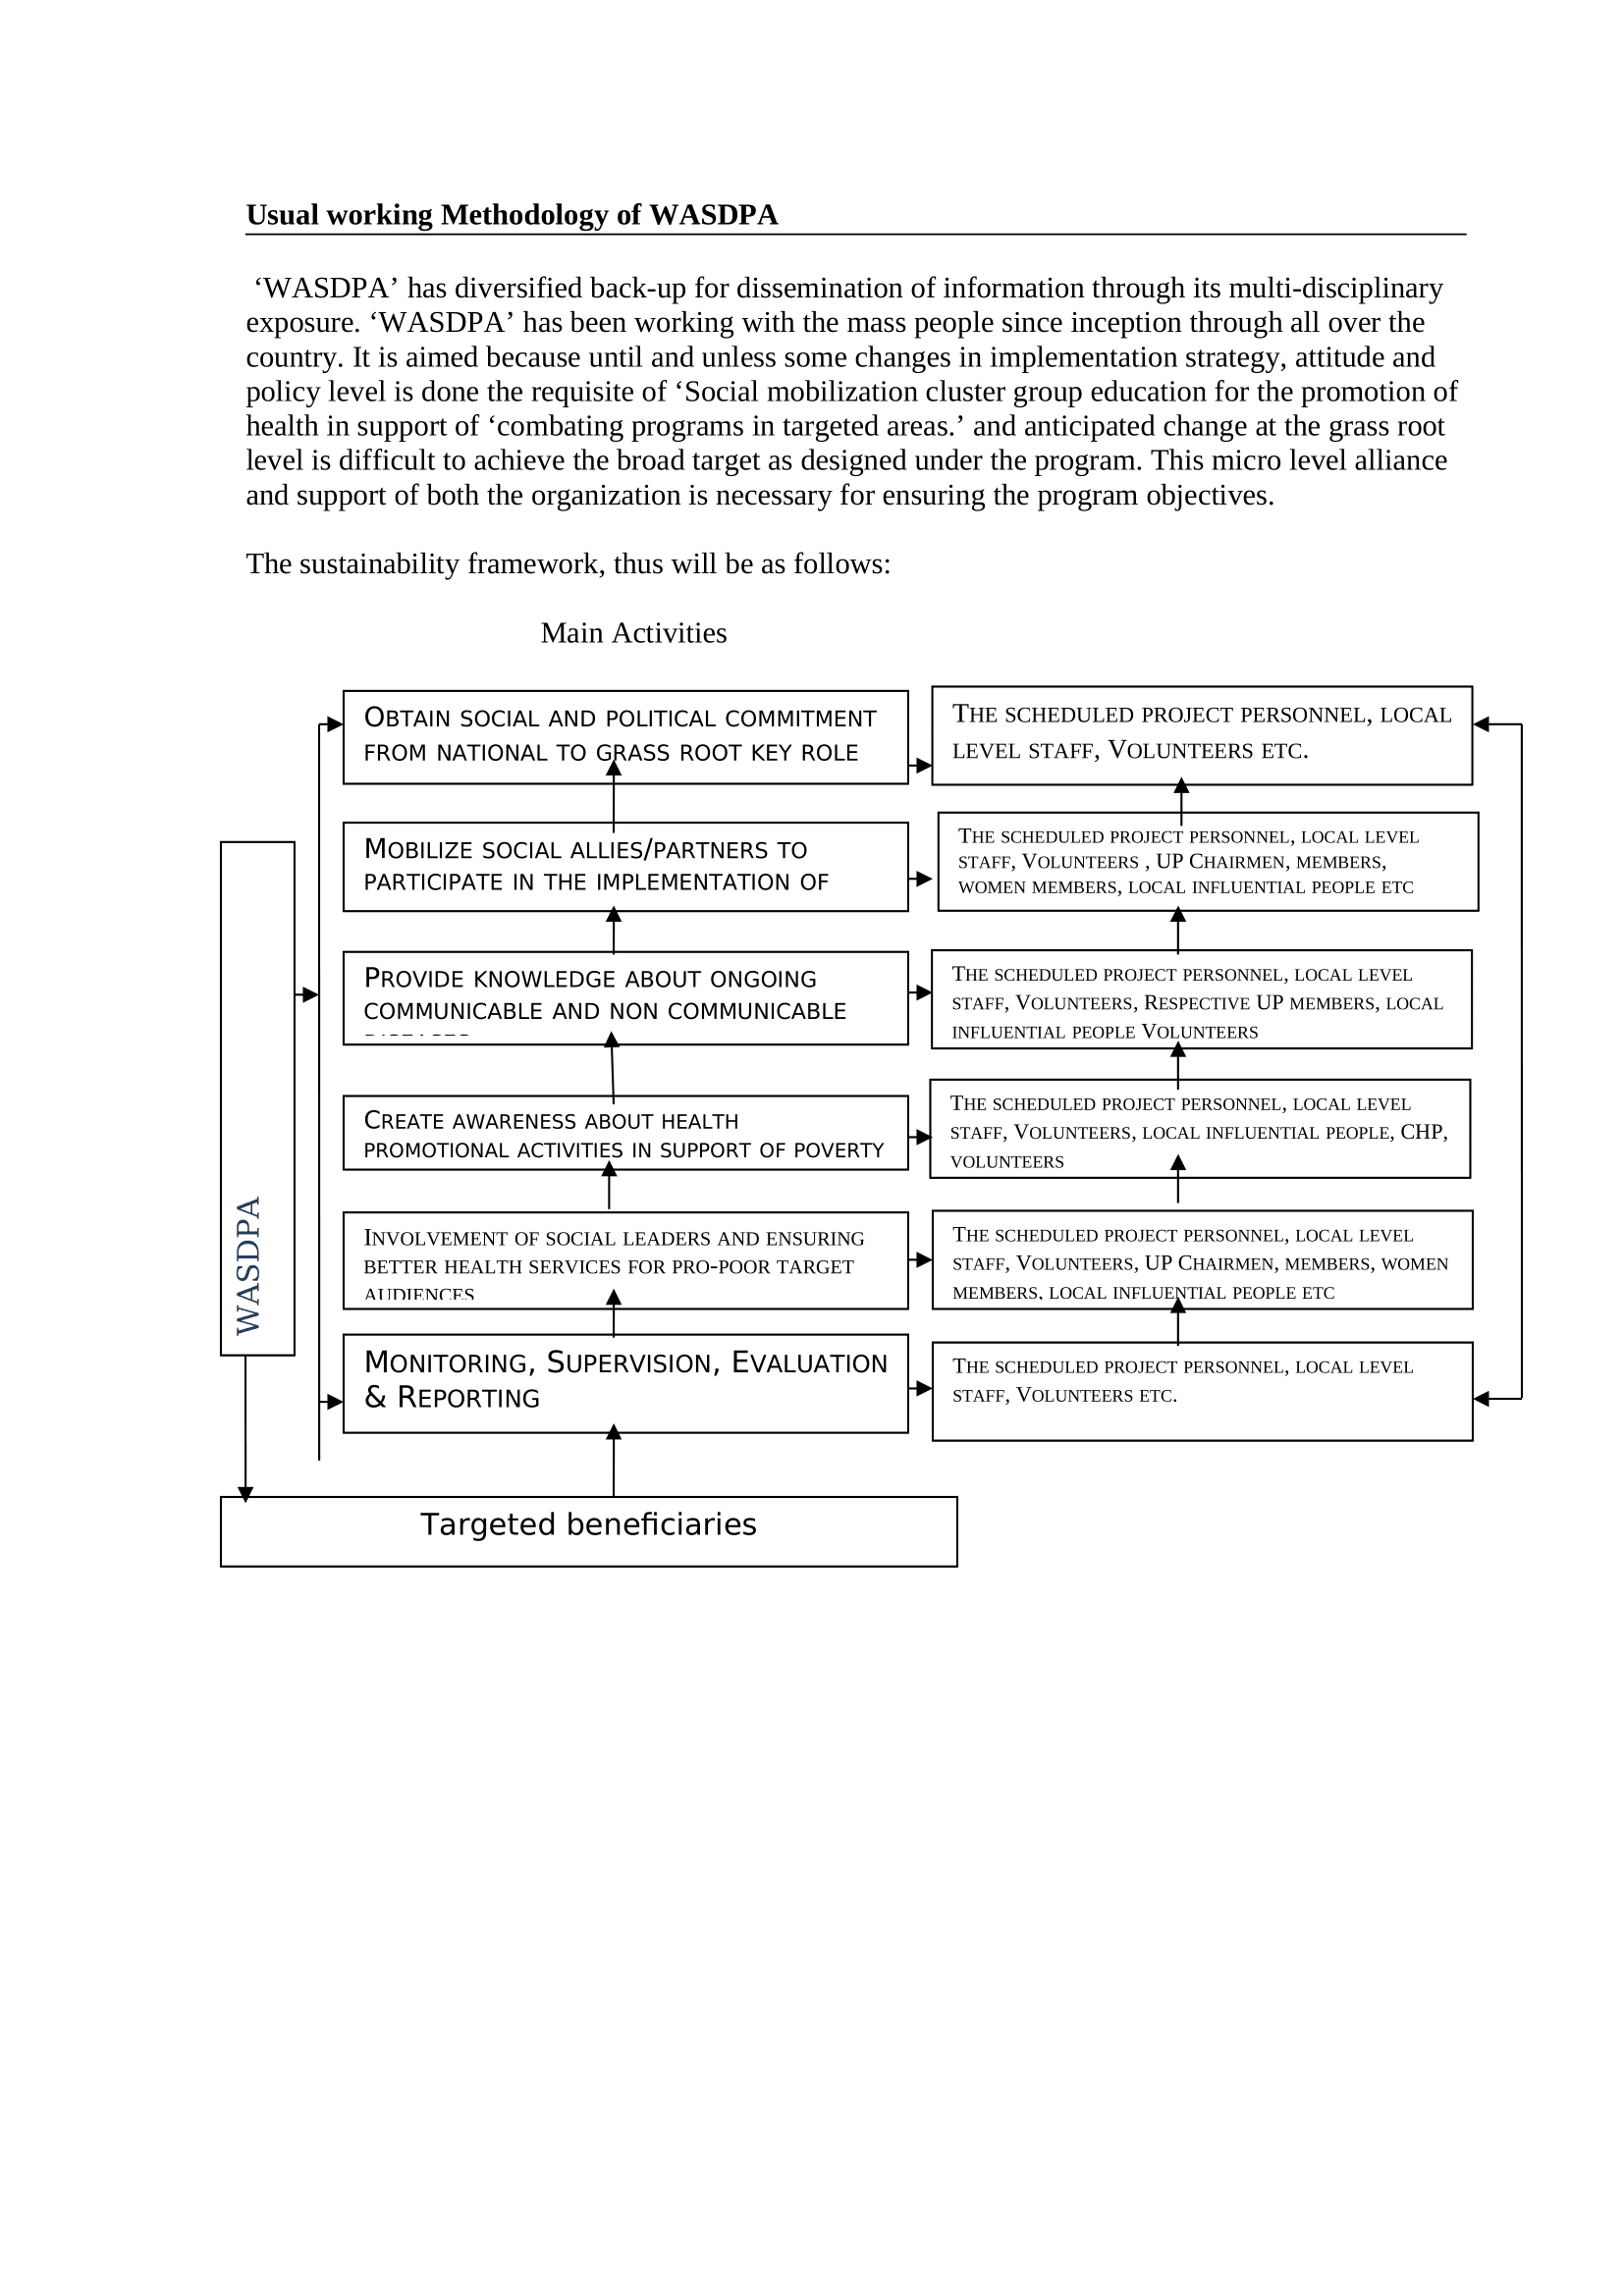 Usual working Methodology of WASDPA
‘WASDPA’ has diversified back-up for dissemination of information through its multi-disciplinary
exposure. ‘WASDPA’ has been working with the mass people since inception through all over the
country. It is aimed because until and unless some changes in implementation strategy, attitude and
policy level is done the requisite of ‘Social mobilization cluster group education for the promotion of
health in support of ‘combating programs in targeted areas.’ and anticipated change at the grass root
level is difficult to achieve the broad target as designed under the program. This micro level alliance
and support of both the organization is necessary for ensuring the program objectives.
The sustainability framework, thus will be as follows:
Main Activities
OBTAIN SOCIAL AND POLITICAL COMMITMENT
FROM NATIONAL TO GRASS ROOT KEY ROLE
THE SCHEDULED PROJECT PERSONNEL, LOCAL
LEVEL STAFF, VOLUNTEERS ETC.
MOBILIZE SOCIAL ALLIES/PARTNERS TO
PARTICIPATE IN THE IMPLEMENTATION OF
THE SCHEDULED PROJECT PERSONNEL, LOCAL LEVEL
STAFF, VOLUNTEERS , UP CHAIRMEN, MEMBERS,
WOMEN MEMBERS, LOCAL INFLUENTIAL PEOPLE ETC
PROVIDE KNOWLEDGE ABOUT ONGOING
COMMUNICABLE AND NON COMMUNICABLE
THE SCHEDULED PROJECT PERSONNEL, LOCAL LEVEL
STAFF, VOLUNTEERS, RESPECTIVE UP MEMBERS, LOCAL
INFLUENTIAL PEOPLE VOLUNTEERS
CREATE AWARENESS ABOUT HEALTH
PROMOTIONAL ACTIVITIES IN SUPPORT OF POVERTY
THE SCHEDULED PROJECT PERSONNEL, LOCAL LEVEL
STAFF, VOLUNTEERS, LOCAL INFLUENTIAL PEOPLE, CHP,
VOLUNTEERS
WASDPA
INVOLVEMENT OF SOCIAL LEADERS AND ENSURING
BETTER HEALTH SERVICES FOR PRO-POOR TARGET
AUDIENCES
THE SCHEDULED PROJECT PERSONNEL, LOCAL LEVEL
STAFF, VOLUNTEERS, UP CHAIRMEN, MEMBERS, WOMEN
MEMBERS, LOCAL INFLUENTIAL PEOPLE ETC
MONITORING, SUPERVISION, EVALUATION
& REPORTING
THE SCHEDULED PROJECT PERSONNEL, LOCAL LEVEL
STAFF, VOLUNTEERS ETC.
Targeted beneficiaries